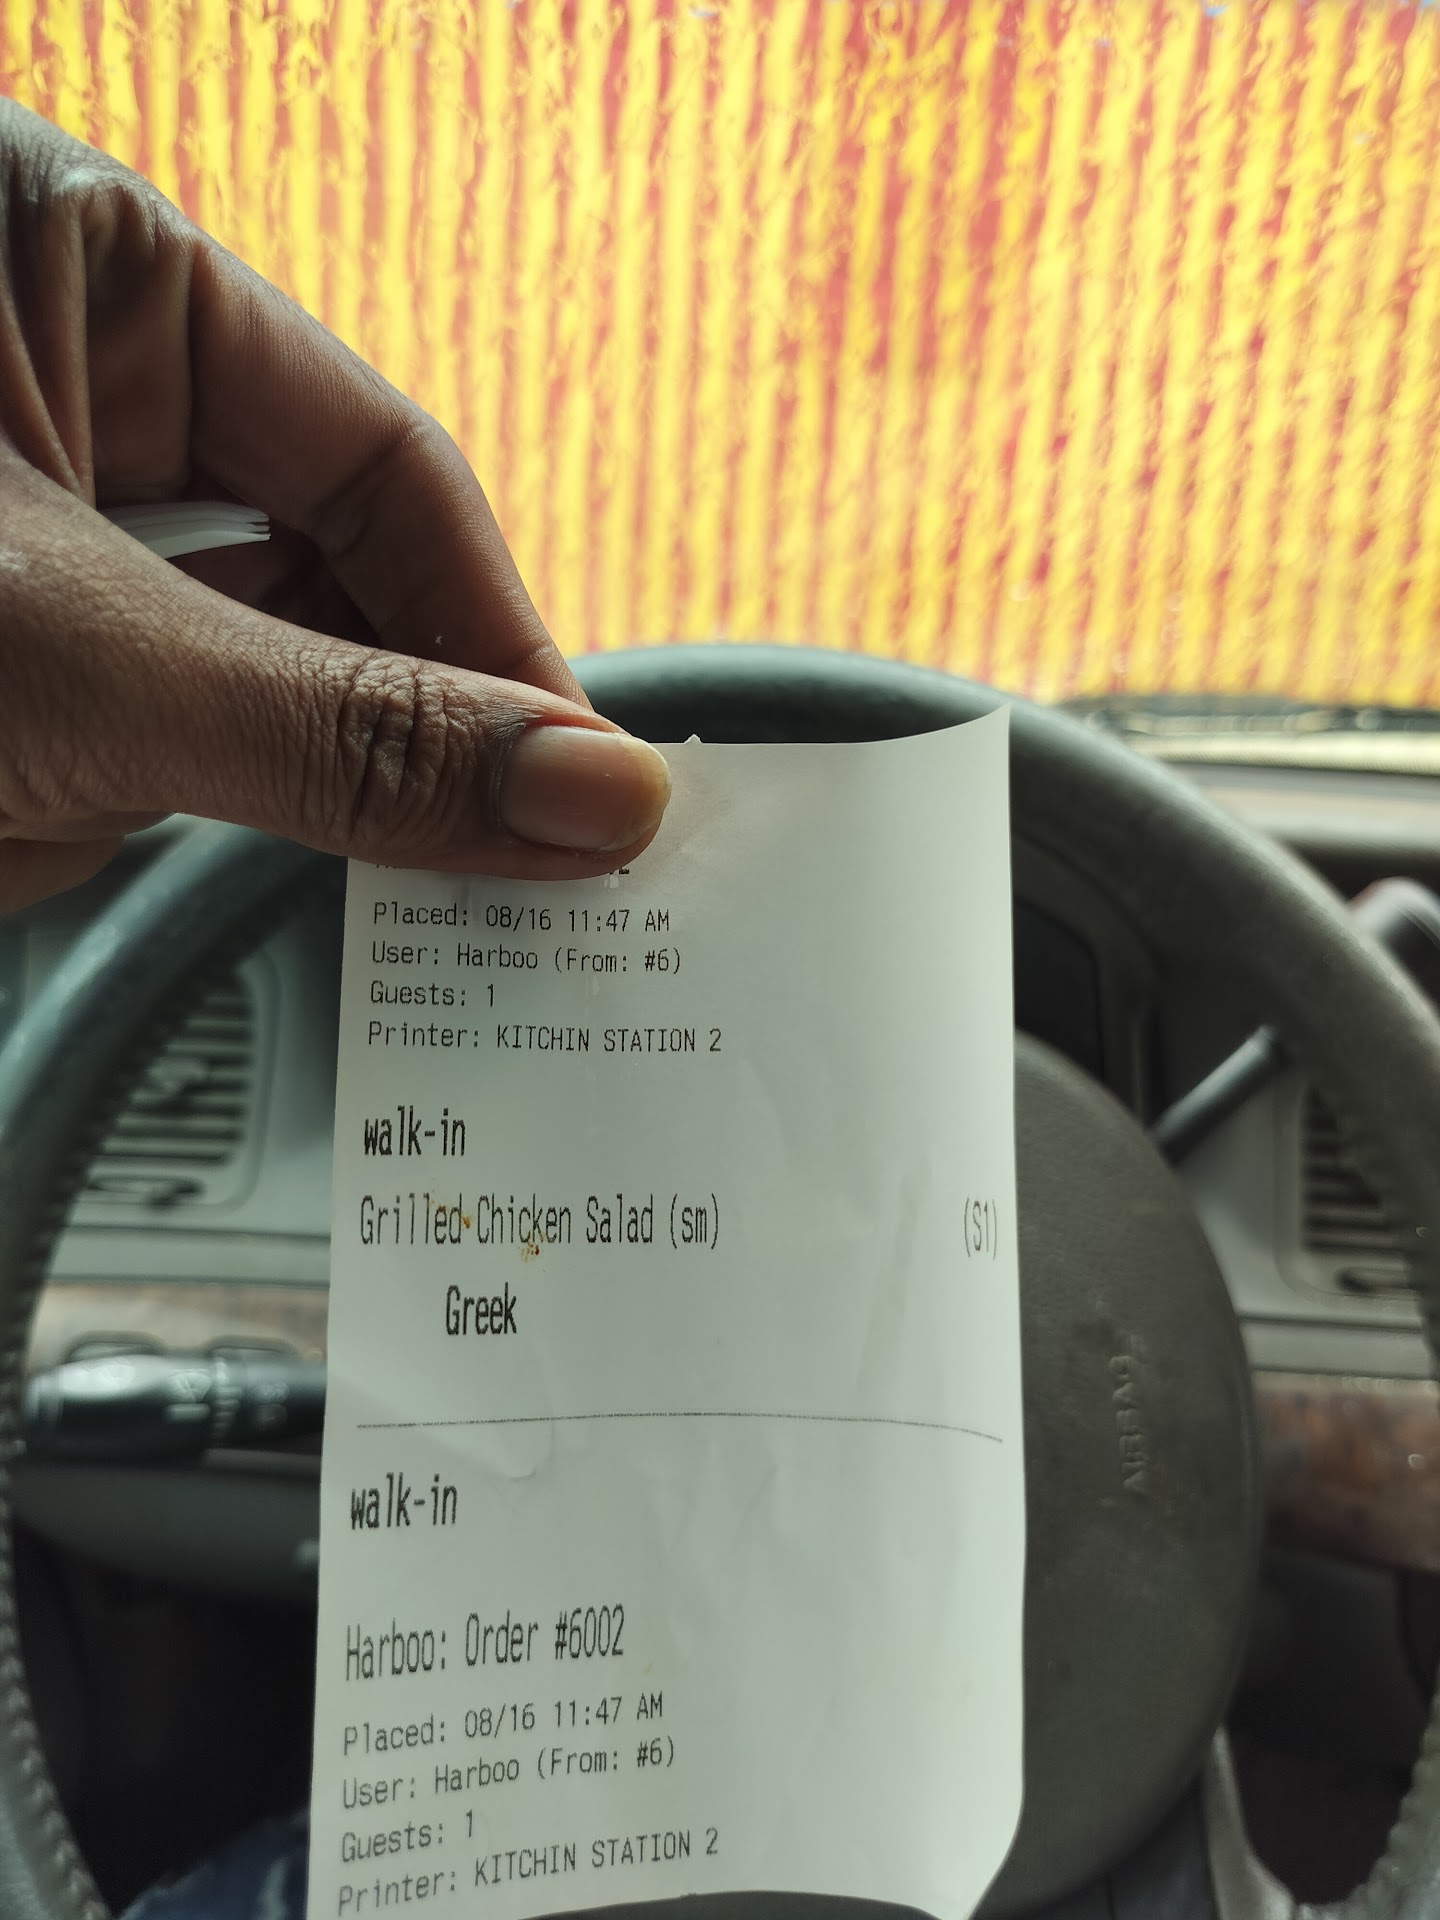 Placed: 08/16 11:47 AM
User: Harboo (From: #6)
Guests: 1
Printer: KITCHIN STATION 2
walk-in
Grilled Chicken Salad (sm) (S1)
Greek
walk-in
Harboo: Order #6002
Placed: 08/16 11:47 AM
User: Harboo (From: #6)
Guests: 1
Printer: KITCHIN STATION 2
AIRBAG